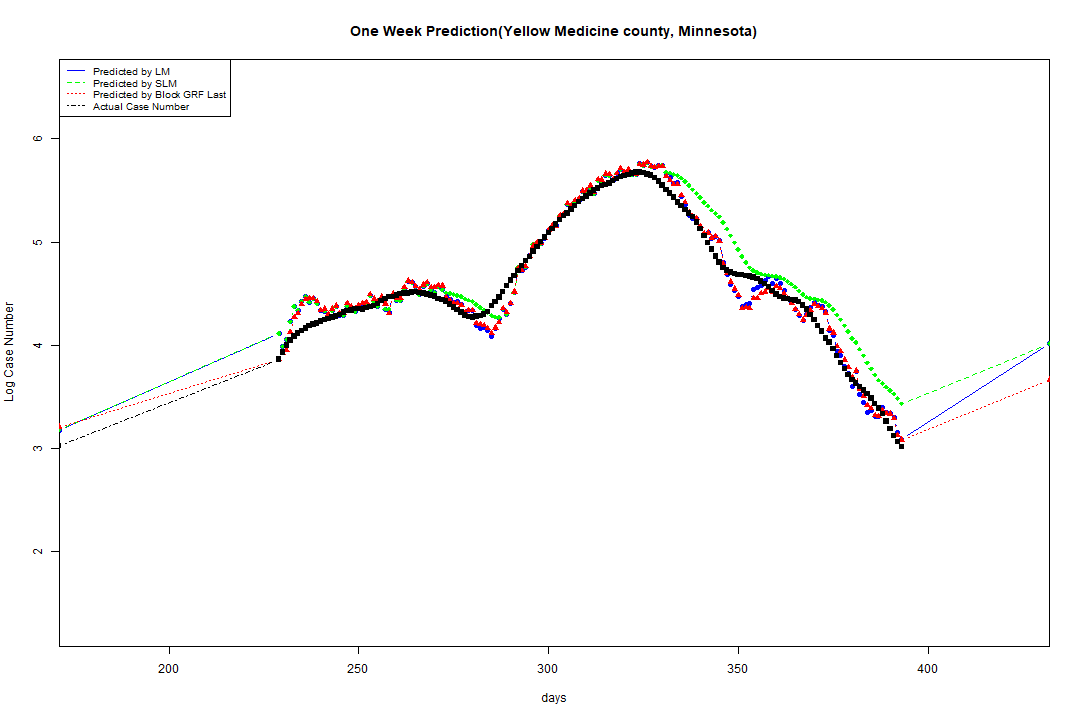 One Week Prediction(Yellow Medicine county, Minnesota)
Predicted by LM
Predicted by SLM
Predicted by Block GRF Last
Actual Case Number
Log Case Number
6
5
4
3
2
200 250 300 350 400
days